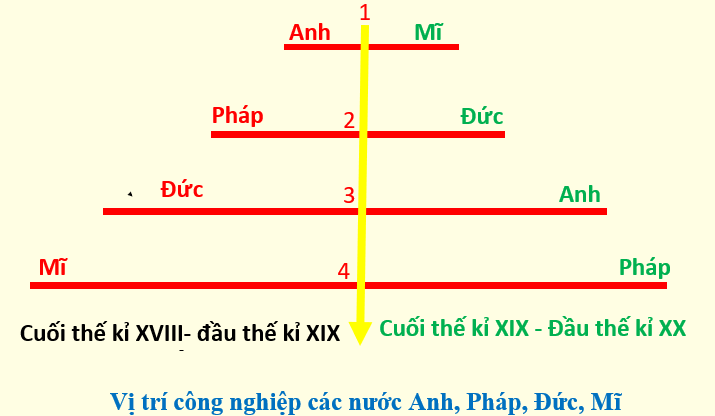 1
Anh Mĩ
Pháp 2 Đức
Đức 3 Anh
Mĩ 4 Pháp
Cuối thế kỉ XVIII- đầu thế kỉ XIX Cuối thế kỉ XIX - Đầu thế kỉ XX
Vị trí công nghiệp các nước Anh, Pháp, Đức, Mĩ